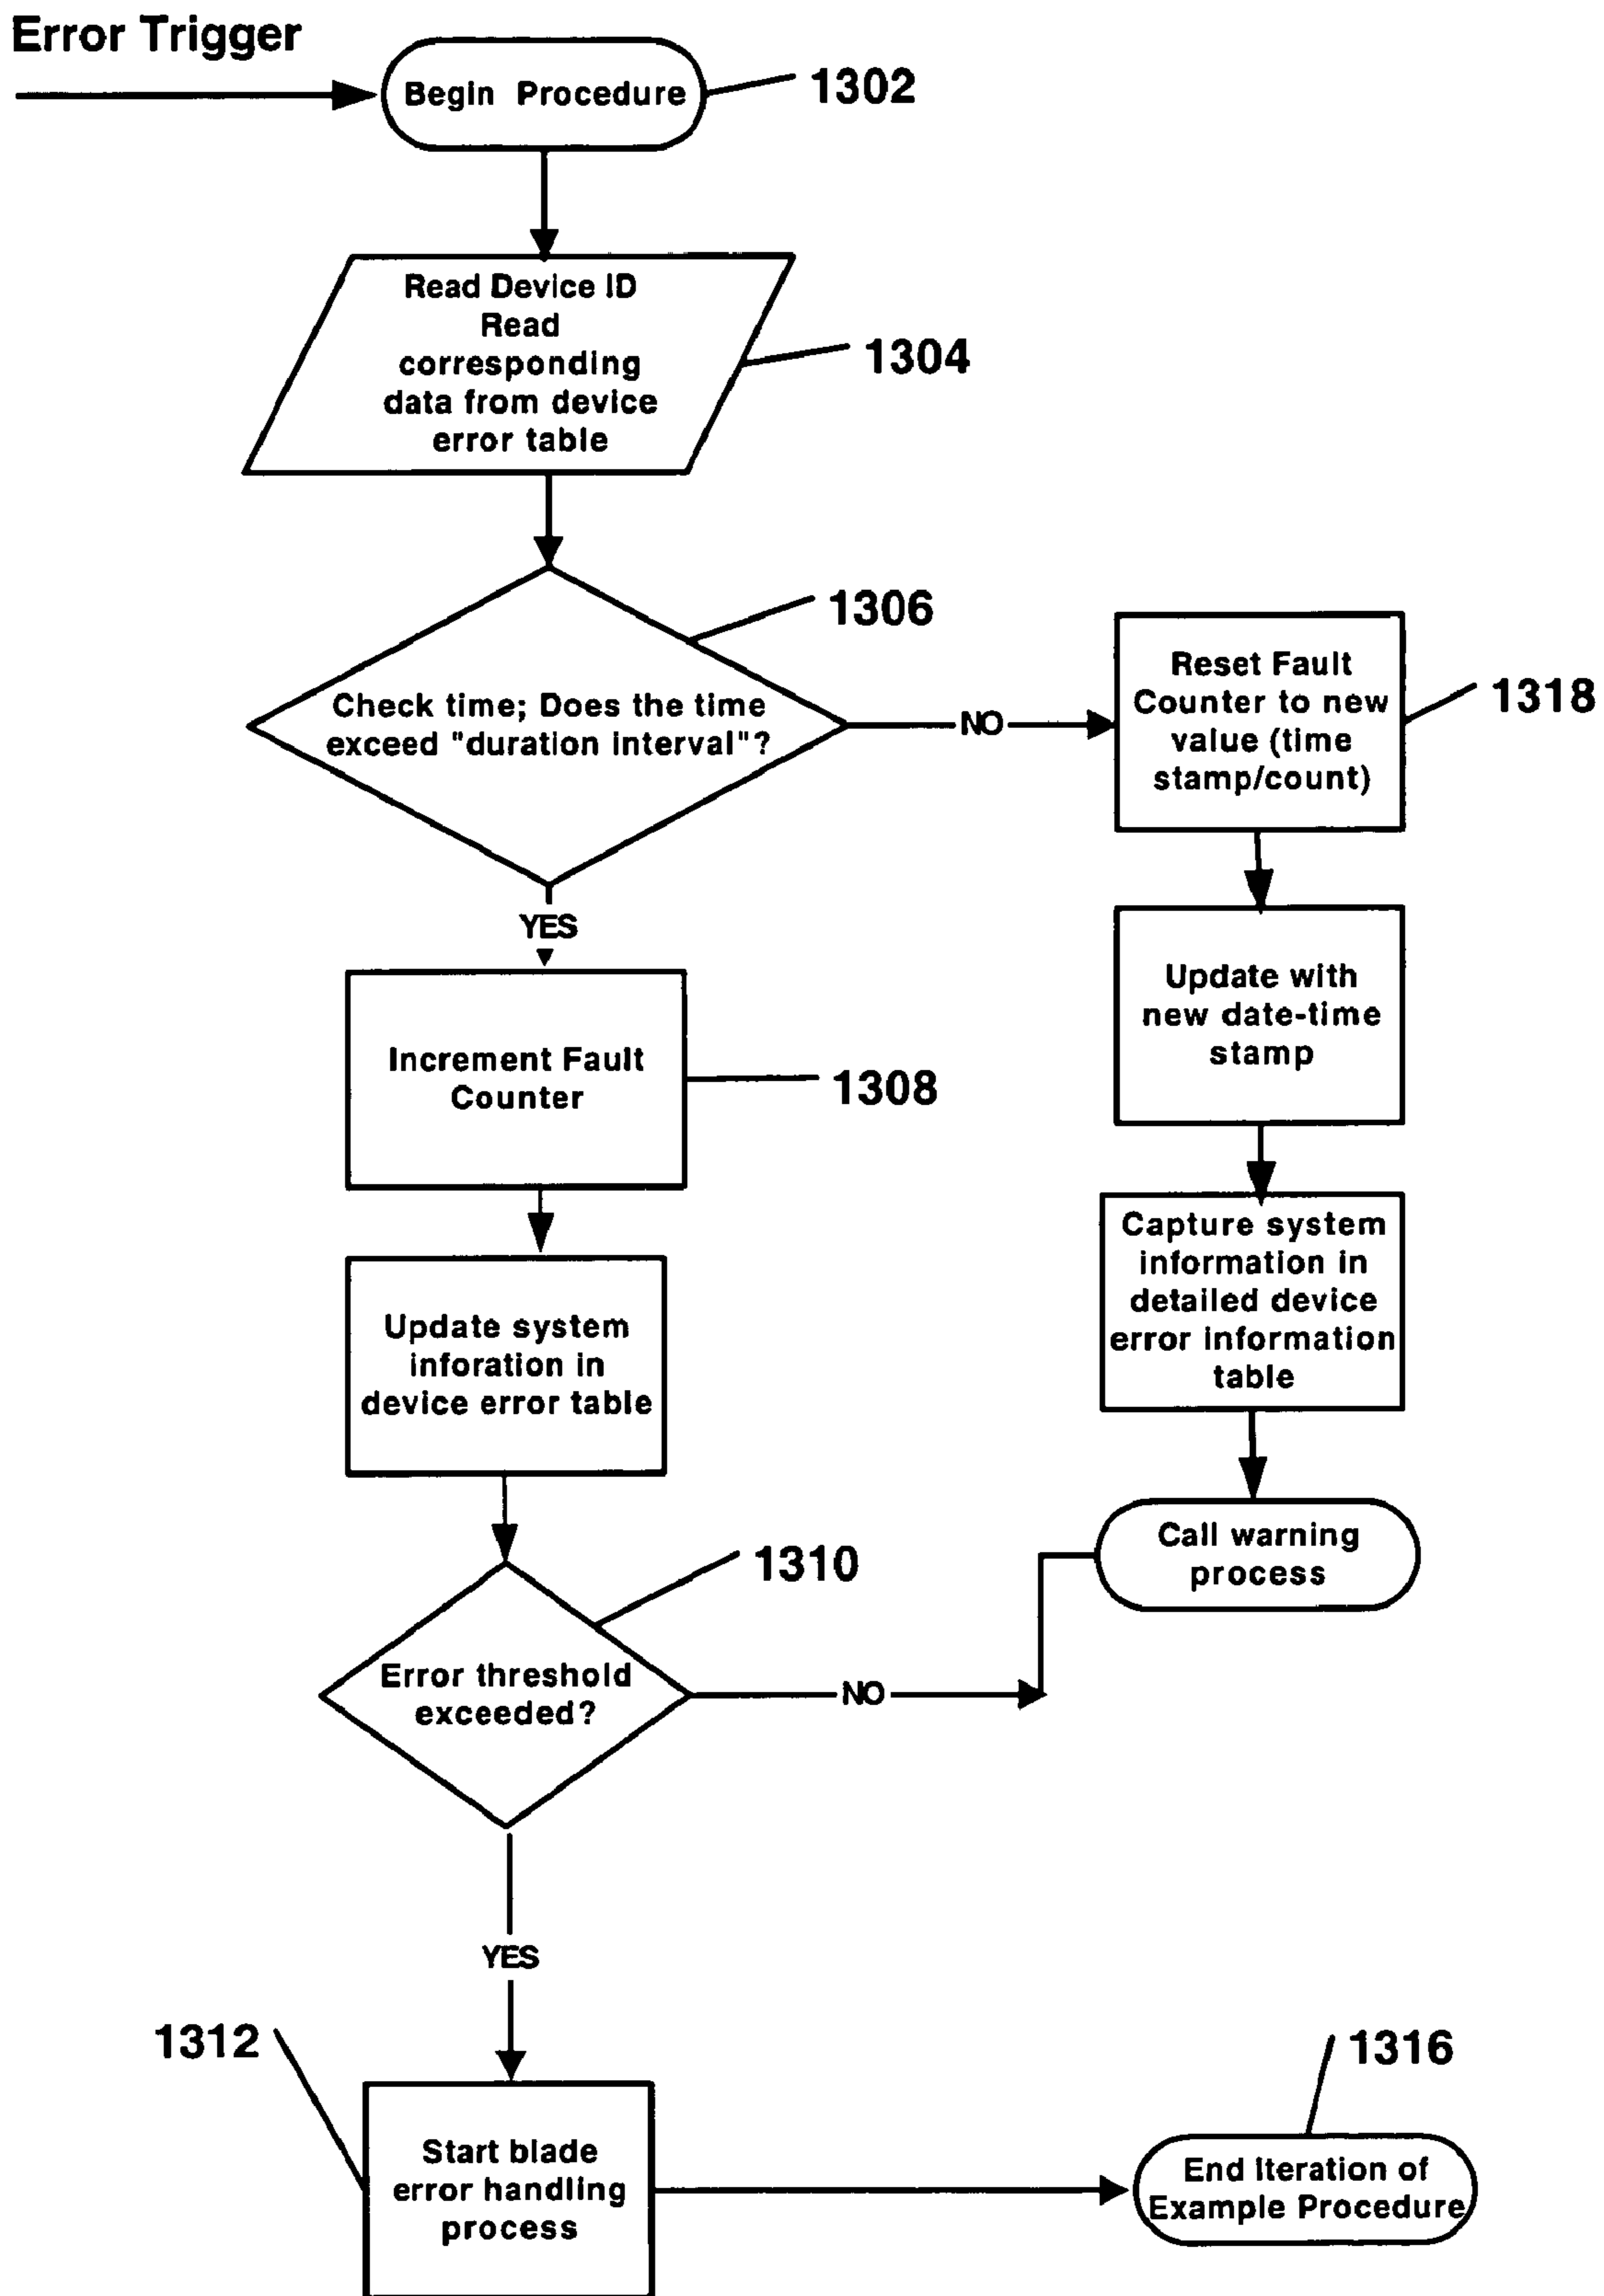 Error Trigger
Begin Procedure
1302
Read Device ID
Read
corresponding
data from device
error table
1304
1306
Check time; Does the time
exceed "duration interval"?
NO
Reset Fault
Counter to new
value (time
stamp/count)
1318
YES
Update with
new date-time
stamp
Increment Fault
Counter
1308
Capture system
information in
detailed device
error information
table
Update system
inforation in
device error table
Call warning
process
1310
Error threshold
exceeded?
NO
YES
1312
1316
Start blade
error handling
process
End Iteration of
Example Procedure